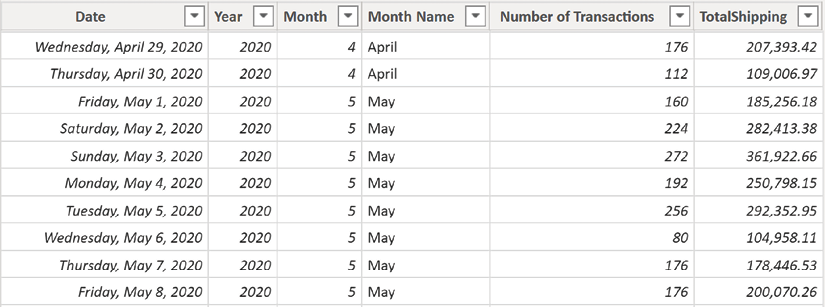 Date Year Month Month Name Number of Transactions TotalShipping
Wednesday, April 29, 2020 2020 4 April 176 207,393.42
Thursday, April 30, 2020 2020 4 April 112 109,006.97
Friday, May 1, 2020 2020 5 May 160 185,256.18
Saturday, May 2, 2020 2020 5 May 224 282,413.38
Sunday, May 3, 2020 2020 5 May 272 361,922.66
Monday, May 4, 2020 2020 5 May 192 250,798.15
Tuesday, May 5, 2020 2020 5 May 256 292,352.95
Wednesday, May 6, 2020 2020 5 May 80 104,958.11
Thursday, May 7, 2020 2020 5 May 176 178,446.53
Friday, May 8, 2020 2020 5 May 176 200,070.26